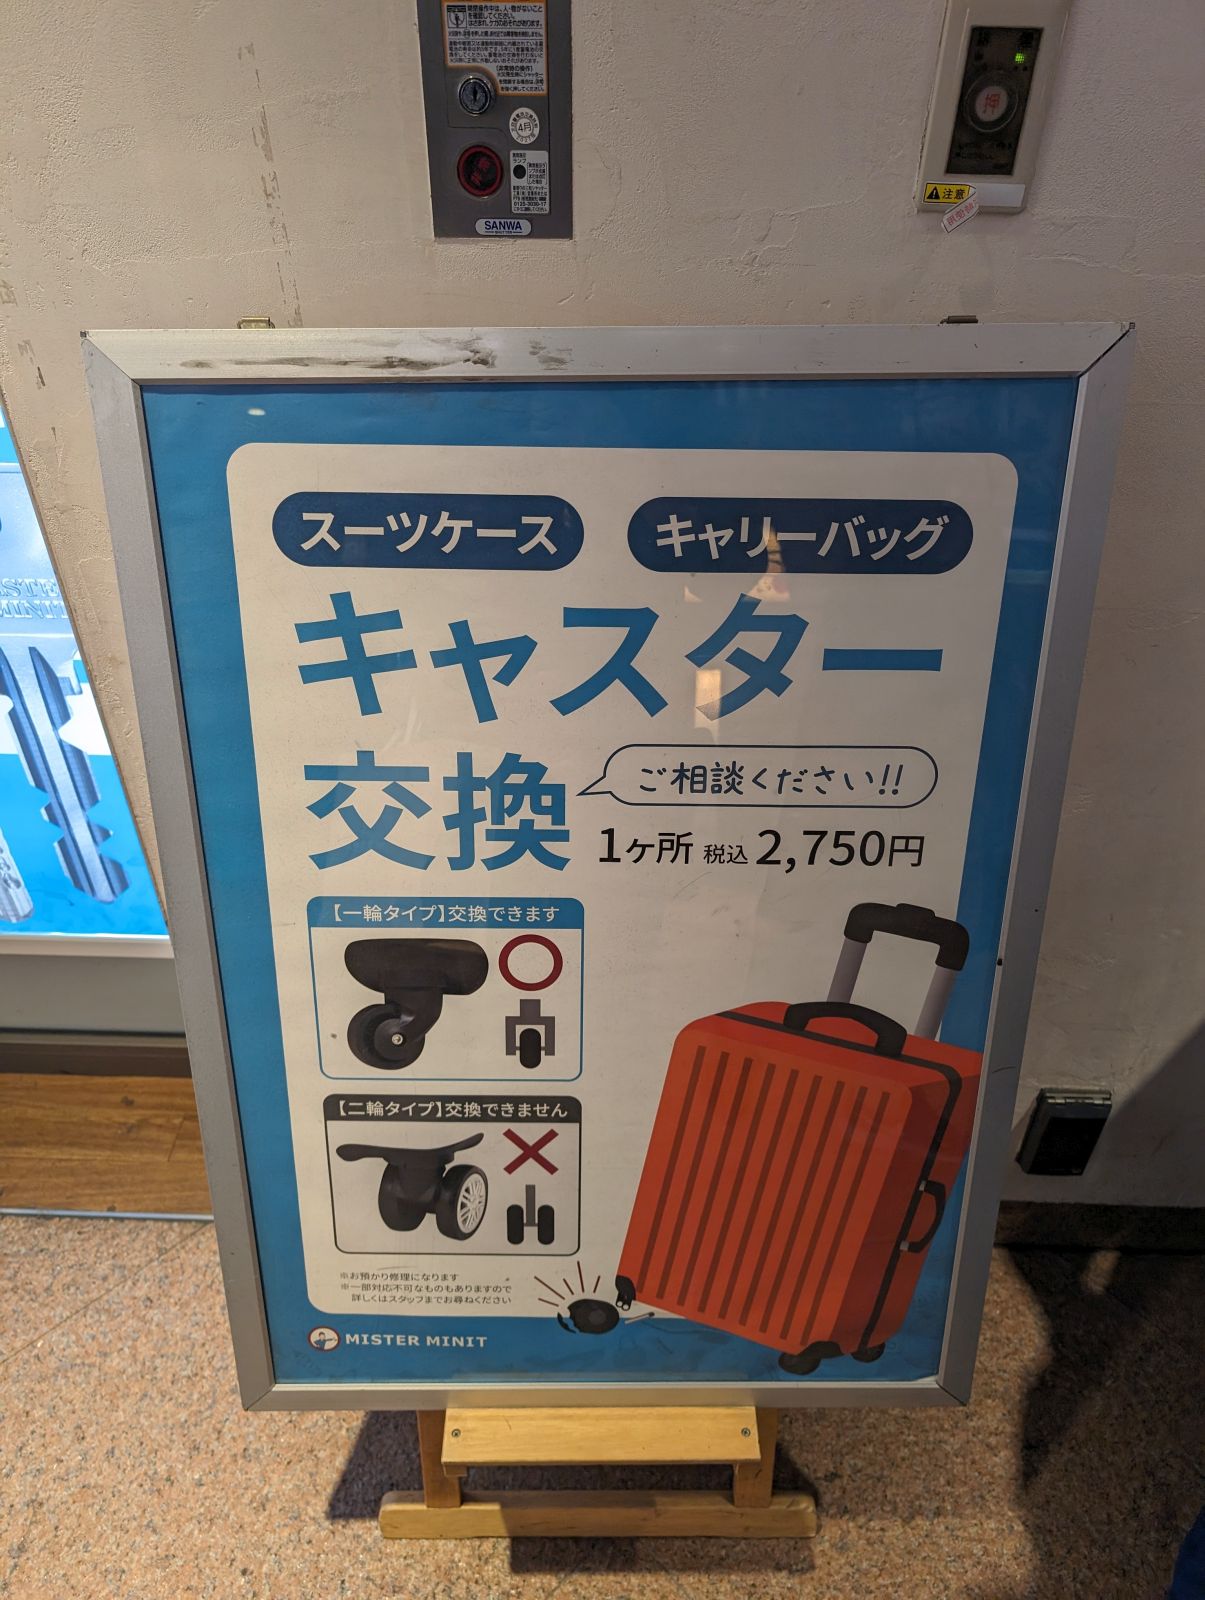 SANWA
4月
押
注意
スーツケース
キャリーバッグ
キャスター
交換
ご相談ください!!
1ヶ所 税込 2,750円
【一輪タイプ】交換できます
【二輪タイプ】交換できません
※お預かり修理になります
※一部対応不可なものもありますので
詳しくはスタッフまでお尋ねください
MISTER MINIT